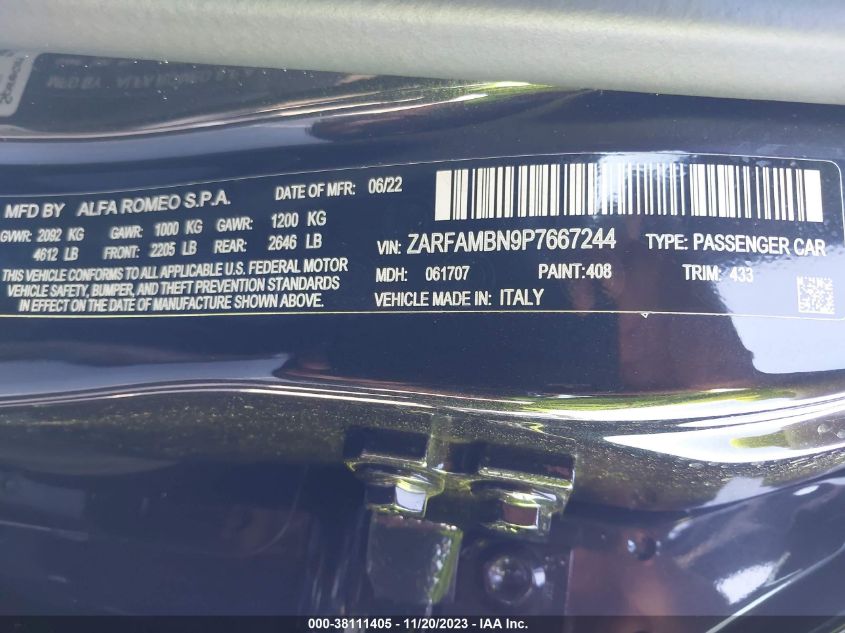 MFD BY ALFA ROMEO S.P.A. DATE OF MFR: 06/22
GVWR: 2092 KG GAWR: 1000 KG GAWR: 1200 KG
4612 LB FRONT: 2205 LB REAR: 2646 LB
THIS VEHICLE CONFORMS TO ALL APPLICABLE U.S. FEDERAL MOTOR
VEHICLE SAFETY, BUMPER, AND THEFT PREVENTION STANDARDS
IN EFFECT ON THE DATE OF MANUFACTURE SHOWN ABOVE.
VIN: ZARFAMBN9P7667244 TYPE: PASSENGER CAR
MDH: 061707 PAINT:408 TRIM: 433
VEHICLE MADE IN: ITALY
000-38111405 - 11/20/2023 - IAAI.com